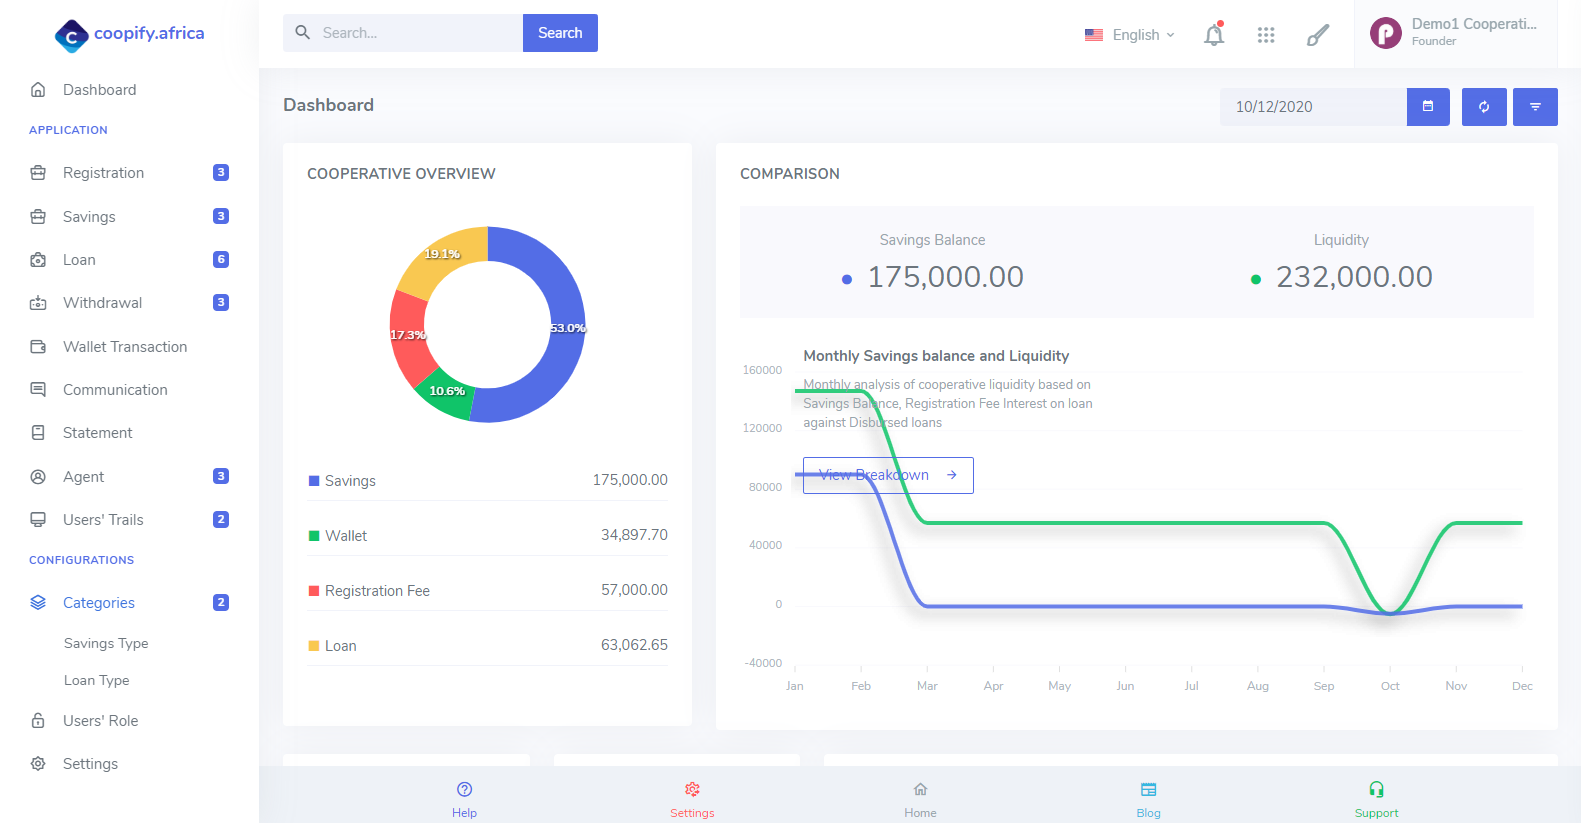 coopify.africa
Search...
Search
English
Demo1 Cooperati...
Founder
Dashboard
APPLICATION
Registration 3
Savings 3
Loan 6
Withdrawal 3
Wallet Transaction
Communication
Statement
Agent 3
Users' Trails 2
CONFIGURATIONS
Categories 2
Savings Type
Loan Type
Users' Role
Settings
Dashboard
10/12/2020
COOPERATIVE OVERVIEW
19.1%
53.0%
17.3%
10.6%
Savings 175,000.00
Wallet 34,897.70
Registration Fee 57,000.00
Loan 63,062.65
COMPARISON
Savings Balance
175,000.00
Liquidity
232,000.00
Monthly Savings balance and Liquidity
Monthly analysis of cooperative liquidity based on
Savings Balance, Registration Fee Interest on loan
against Disbursed loans
View Breakdown
160000
120000
80000
40000
0
-40000
Jan Feb Mar Apr May Jun Jul Aug Sep Oct Nov Dec
Help Settings Home Blog Support